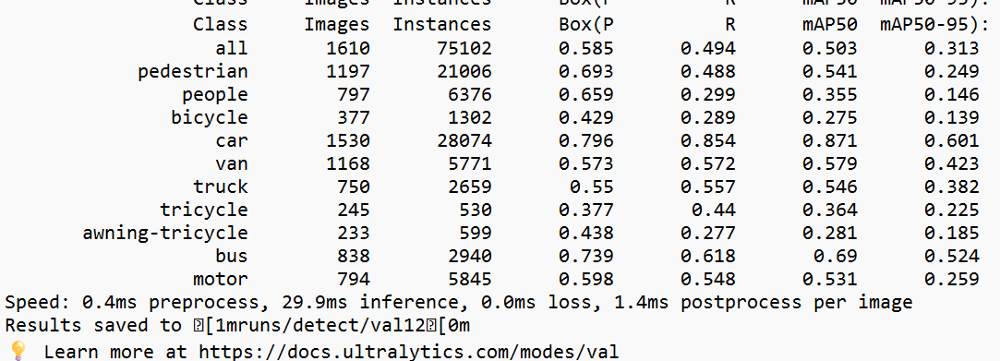 Class Images Instances Box(P R mAP50 mAP50-95):
Class Images Instances Box(P R mAP50 mAP50-95):
all 1610 75102 0.585 0.494 0.503 0.313
pedestrian 1197 21006 0.693 0.488 0.541 0.249
people 797 6376 0.659 0.299 0.355 0.146
bicycle 377 1302 0.429 0.289 0.275 0.139
car 1530 28074 0.796 0.854 0.871 0.601
van 1168 5771 0.573 0.572 0.579 0.423
truck 750 2659 0.55 0.557 0.546 0.382
tricycle 245 530 0.377 0.44 0.364 0.225
awning-tricycle 233 599 0.438 0.277 0.281 0.185
bus 838 2940 0.739 0.618 0.69 0.524
motor 794 5845 0.598 0.548 0.531 0.259
Speed: 0.4ms preprocess, 29.9ms inference, 0.0ms loss, 1.4ms postprocess per image
Results saved to [1mruns/detect/val12[0m
💡 Learn more at https://docs.ultralytics.com/modes/val